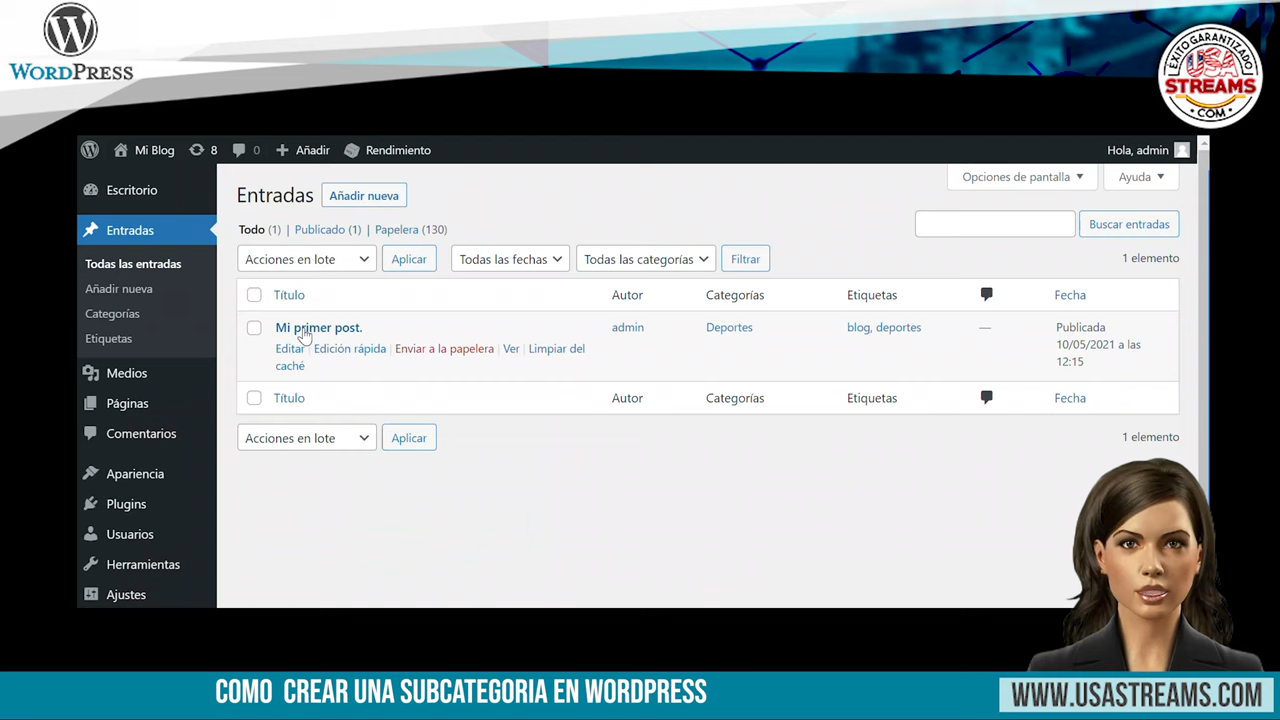 WORDPRESS
ÉXITO GARANTIZADO
USA
STREAMS
.COM
Mi Blog 8 0 Añadir Rendimiento Hola, admin
Escritorio
Entradas
Todas las entradas
Añadir nueva
Categorías
Etiquetas
Medios
Páginas
Comentarios
Apariencia
Plugins
Usuarios
Herramientas
Ajustes
Opciones de pantalla Ayuda
Entradas Añadir nueva
Todo (1) | Publicado (1) | Papelera (130)
Buscar entradas
Acciones en lote Aplicar Todas las fechas Todas las categorías Filtrar 1 elemento
Título Autor Categorías Etiquetas Fecha
Mi primer post. admin Deportes blog, deportes — Publicada
10/05/2021 a las
12:15
Editar | Edición rápida | Enviar a la papelera | Ver | Limpiar del
caché
Título Autor Categorías Etiquetas Fecha
Acciones en lote Aplicar 1 elemento
COMO CREAR UNA SUBCATEGORIA EN WORDPRESS
WWW.USASTREAMS.COM